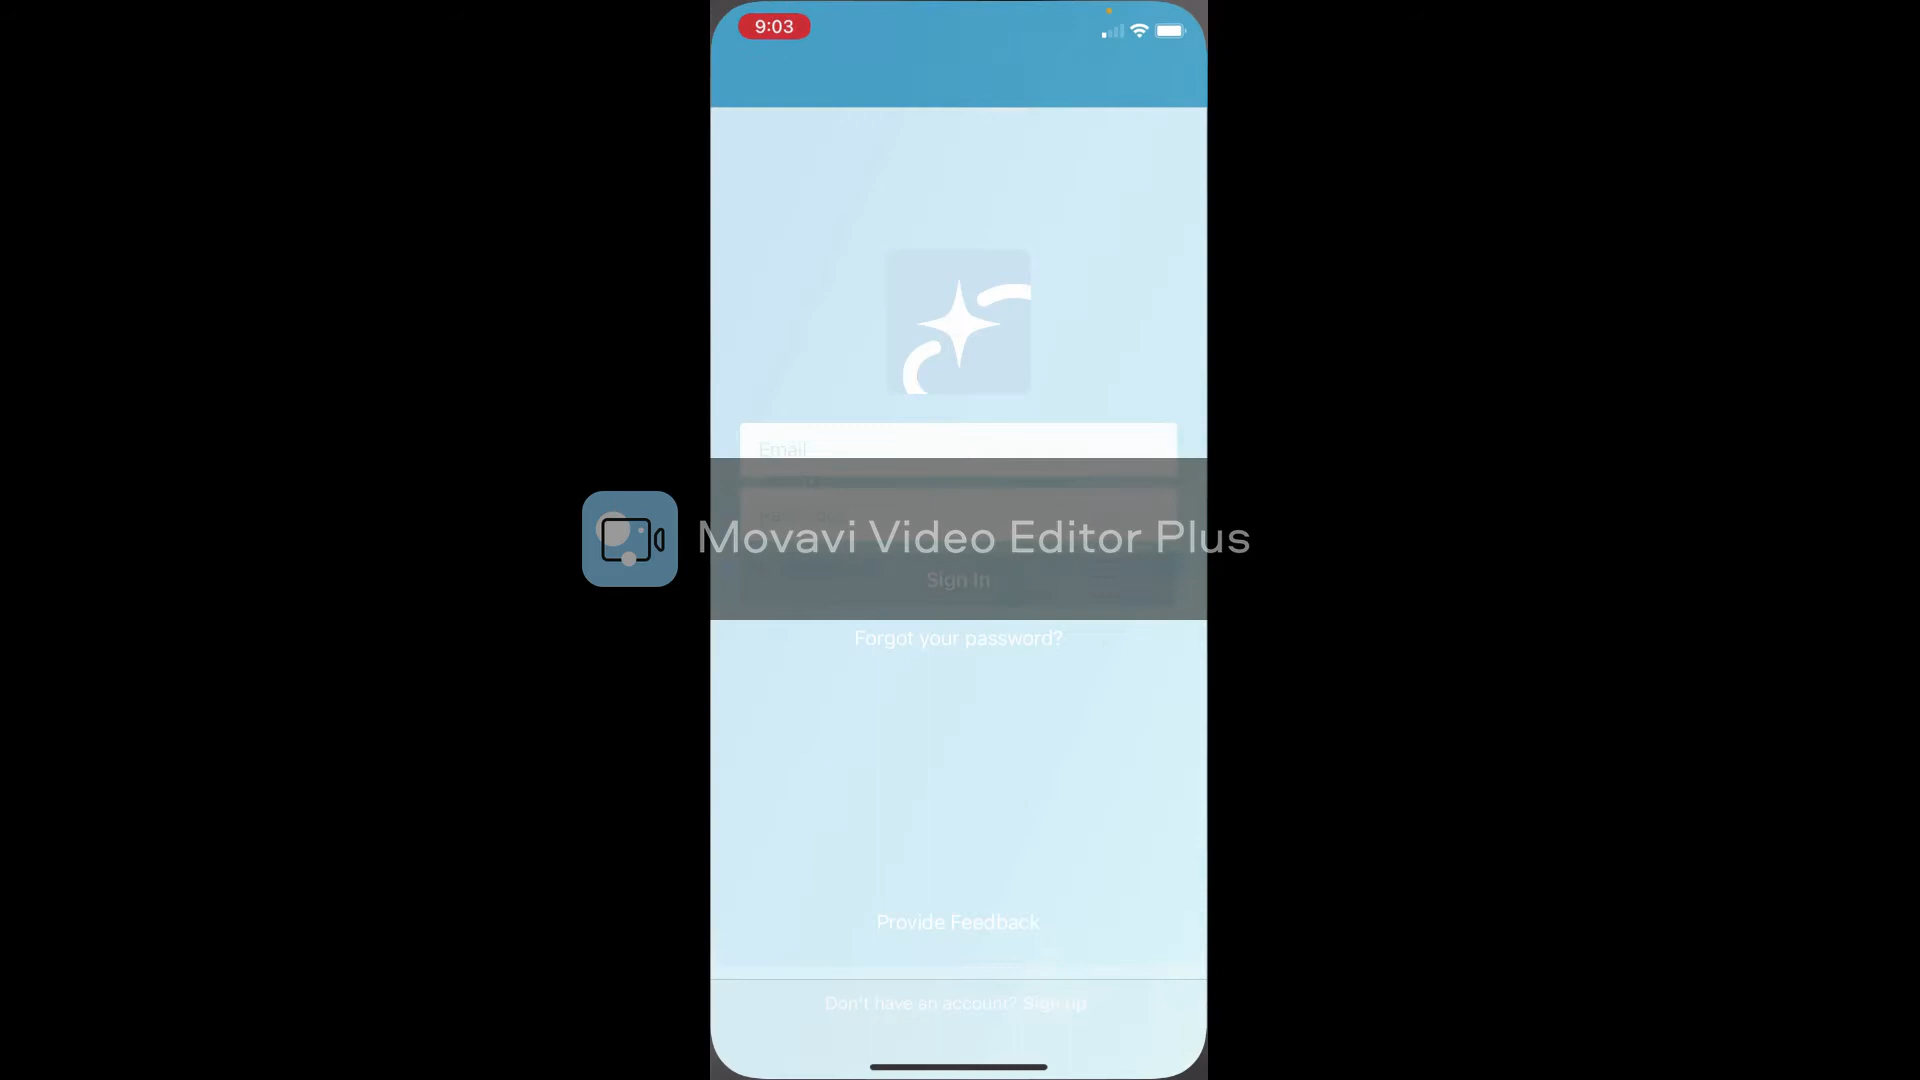 9:03
Email
Movavi Video Editor Plus
Sign In
Forgot your password?
Provide Feedback
Don't have an account? Sign up